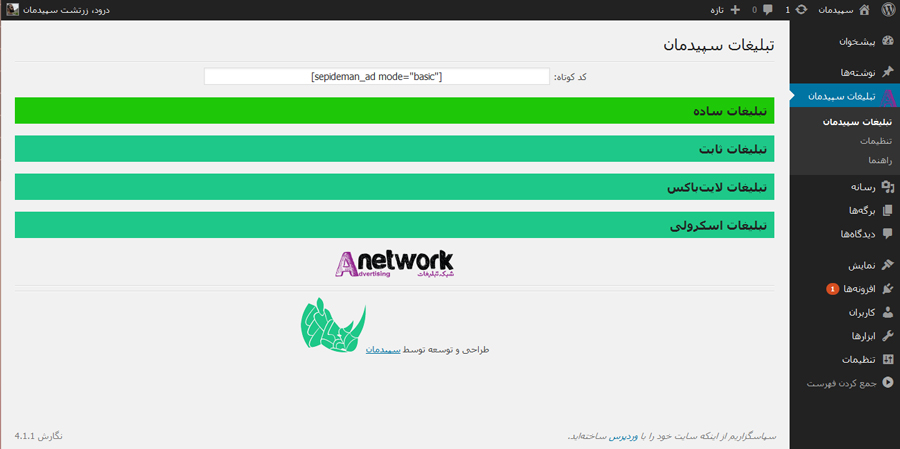 سپیدمان
1
0
تازه
درود، زرتشت سپیدمان
پیشخوان
نوشته‌ها
تبلیغات سپیدمان
تبلیغات سپیدمان
تنظیمات
راهنما
رسانه
برگه‌ها
دیدگاه‌ها
نمایش
افزونه‌ها 1
کاربران
ابزارها
تنظیمات
جمع کردن فهرست
تبلیغات سپیدمان
کد کوتاه: [sepideman_ad mode="basic"]
تبلیغات ساده
تبلیغات ثابت
تبلیغات لایت‌باکس
تبلیغات اسکرولی
Anetwork
Advertising شبکه تبلیغات
طراحی و توسعه توسط سپیدمان
سپاسگزاریم از اینکه سایت خود را با وردپرس ساخته‌اید.
نگارش 4.1.1